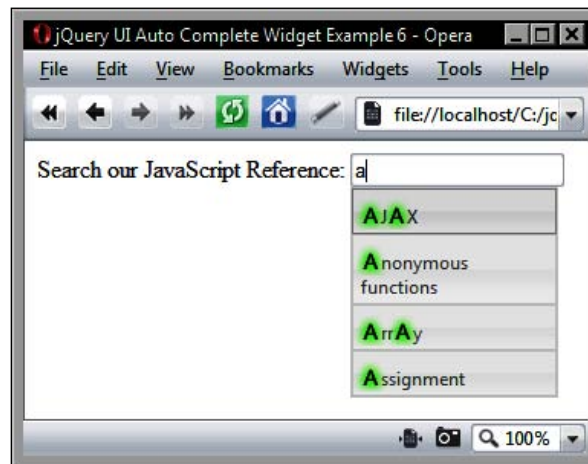 jQuery UI Auto Complete Widget Example 6 - Opera
File Edit View Bookmarks Widgets Tools Help
file://localhost/C:/jc
Search our JavaScript Reference: a
AJAX
Anonymous
functions
ArrAy
Assignment
100%